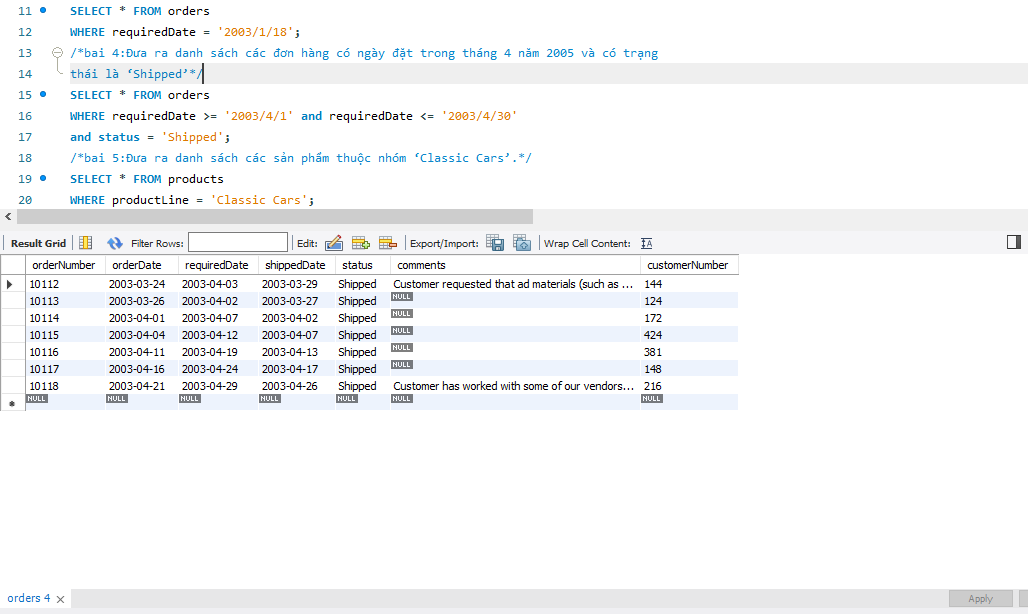 11 SELECT * FROM orders
12 WHERE requiredDate = '2003/1/18';
13 /*bai 4:Đưa ra danh sách các đơn hàng có ngày đặt trong tháng 4 năm 2005 và có trạng
14 thái là ‘Shipped’*/
15 SELECT * FROM orders
16 WHERE requiredDate >= '2003/4/1' and requiredDate <= '2003/4/30'
17 and status = 'Shipped';
18 /*bai 5:Đưa ra danh sách các sản phẩm thuộc nhóm ‘Classic Cars’.*/
19 SELECT * FROM products
20 WHERE productLine = 'Classic Cars';
Result Grid Filter Rows: Edit: Export/Import: Wrap Cell Content: IA
orderNumber orderDate requiredDate shippedDate status comments customerNumber
10112 2003-03-24 2003-04-03 2003-03-29 Shipped Customer requested that ad materials (such as ... 144
10113 2003-03-26 2003-04-02 2003-03-27 Shipped NULL 124
10114 2003-04-01 2003-04-07 2003-04-02 Shipped NULL 172
10115 2003-04-04 2003-04-12 2003-04-07 Shipped NULL 424
10116 2003-04-11 2003-04-19 2003-04-13 Shipped NULL 381
10117 2003-04-16 2003-04-24 2003-04-17 Shipped NULL 148
10118 2003-04-21 2003-04-29 2003-04-26 Shipped Customer has worked with some of our vendors... 216
NULL NULL NULL NULL NULL NULL NULL
orders 4 Apply